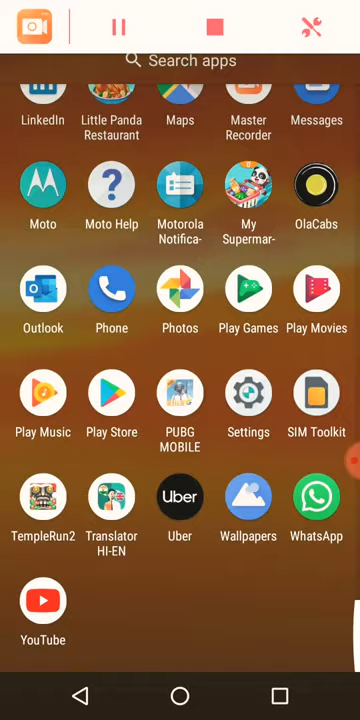 Search apps
LinkedIn
Little Panda
Restaurant
Maps
Master
Recorder
Messages
Moto
Moto Help
Motorola
Notifica-
My
Supermar-
OlaCabs
Outlook
Phone
Photos
Play Games
Play Movies
Play Music
Play Store
PUBG
MOBILE
Settings
SIM Toolkit
Uber
TempleRun2
Translator
HI-EN
Uber
Wallpapers
WhatsApp
YouTube